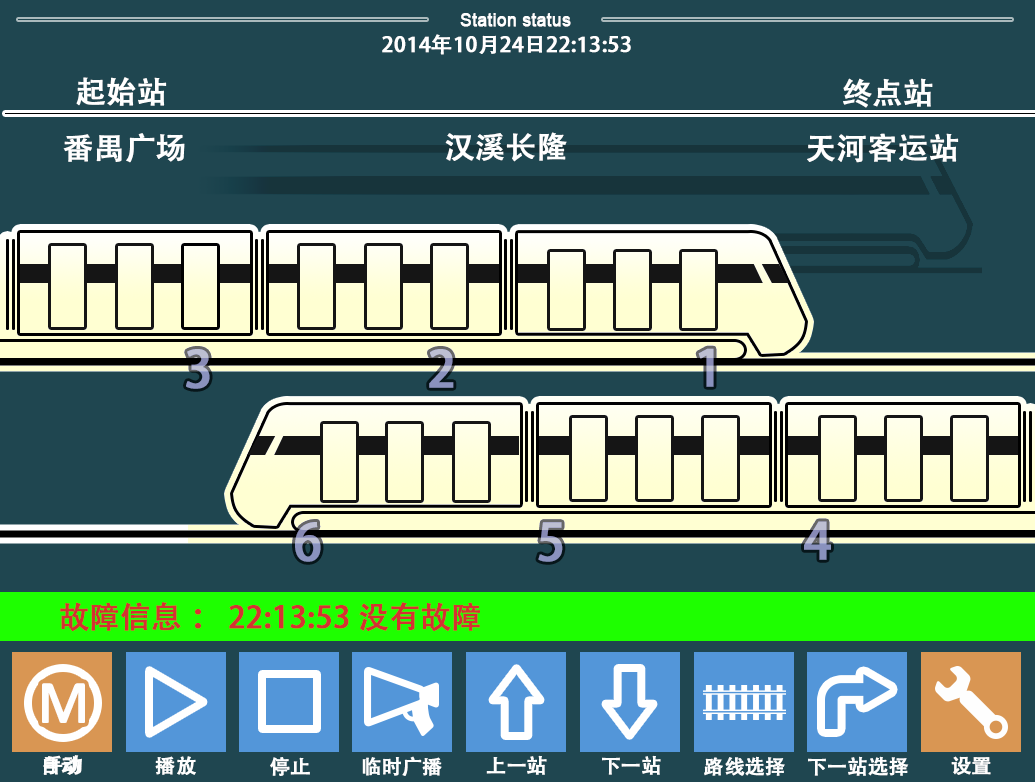 Station status
2014年10月24日22:13:53
起始站
终点站
番禺广场
汉溪长隆
天河客运站
3
2
1
6
5
4
故障信息： 22:13:53 没有故障
M
播放
停止
临时广播
上一站
下一站
路线选择
下一站选择
设置